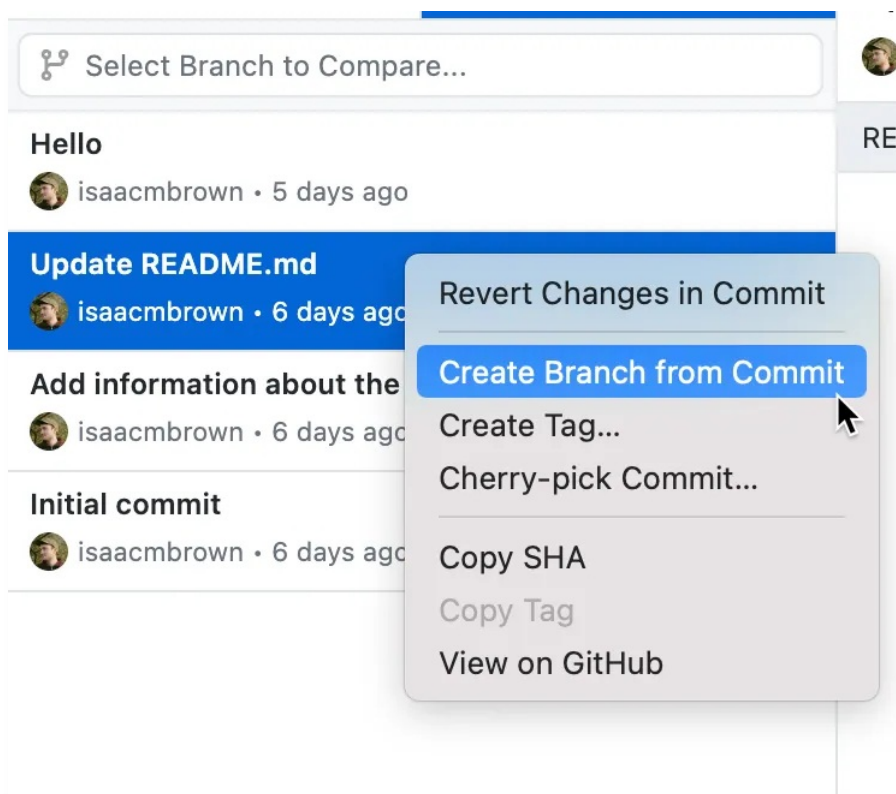 Select Branch to Compare...
RE
Hello
isaacmbrown • 5 days ago
Update README.md
isaacmbrown • 6 days ago
Add information about the
isaacmbrown • 6 days ago
Initial commit
isaacmbrown • 6 days ago
Revert Changes in Commit
Create Branch from Commit
Create Tag...
Cherry-pick Commit...
Copy SHA
Copy Tag
View on GitHub